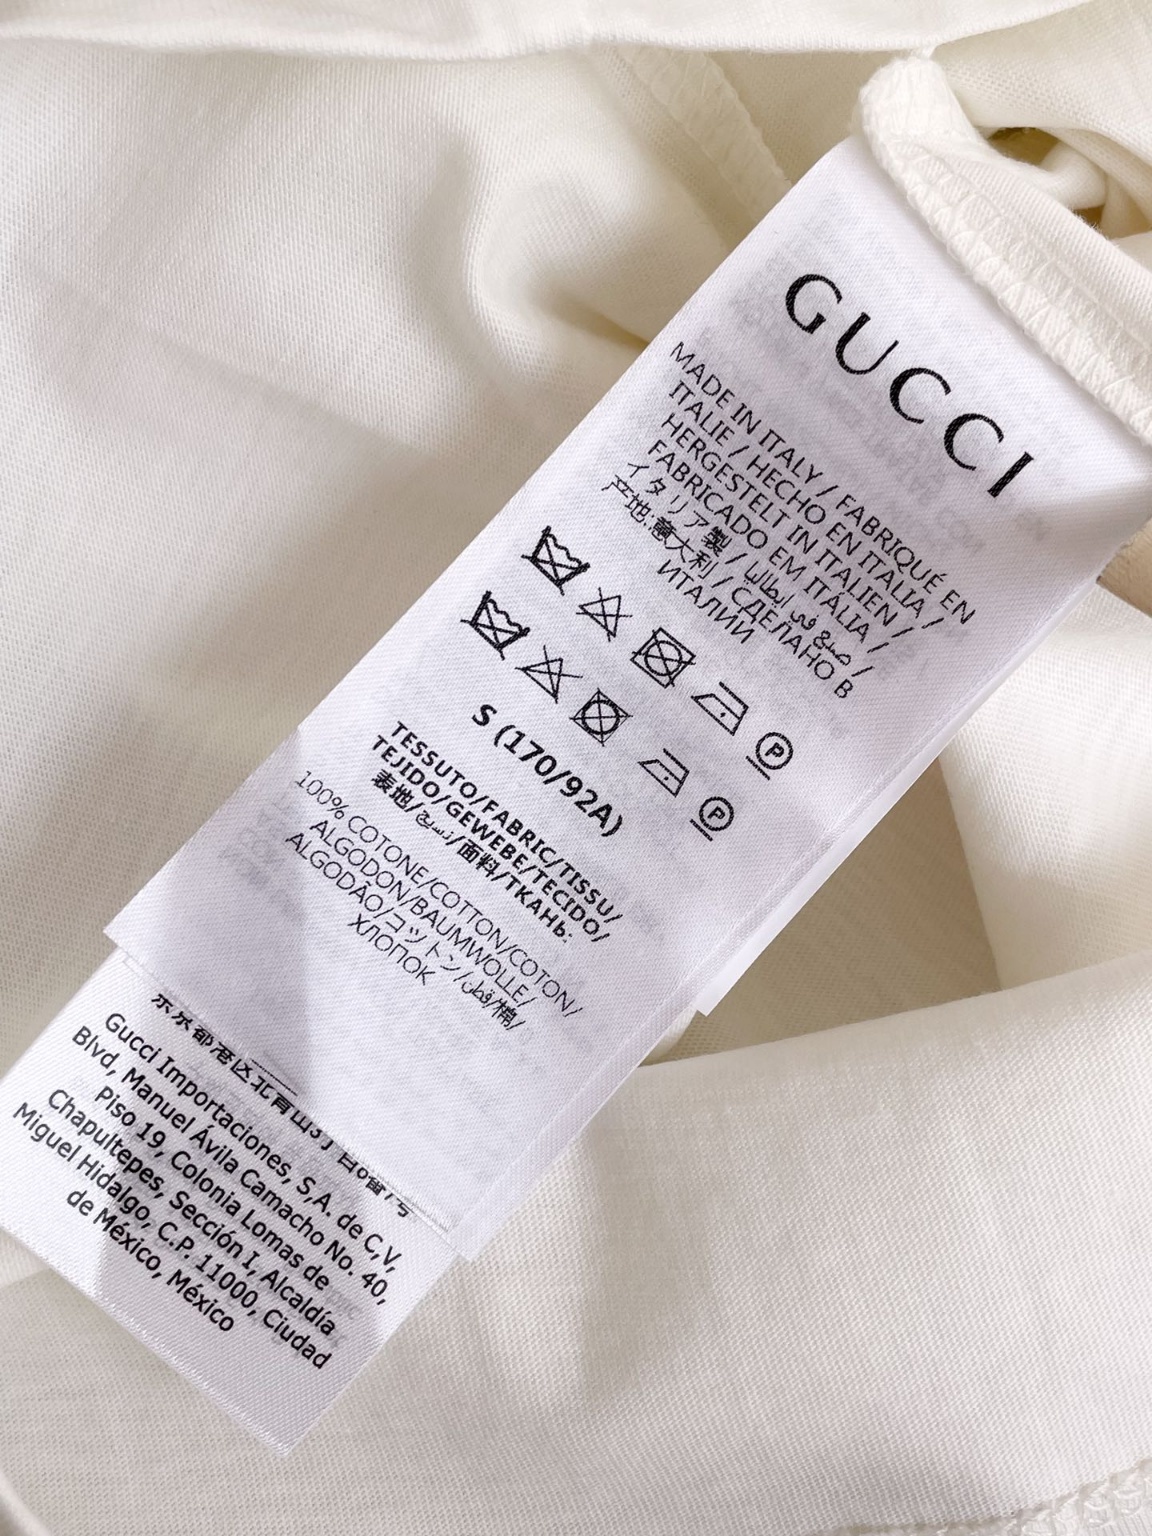 GUCCI
MADE IN ITALY / FABRIQUÉ EN
ITALIE / HECHO EN ITALIA /
HERGESTELT IN ITALIEN /
FABRICADO EM ITÁLIA /
イタリア製 / صنع في إيطاليا /
产地:意大利 / СДЕЛАНО В
ИТАЛИИ
P
P
S (170/92A)
TESSUTO/FABRIC/TISSU/
TEJIDO/GEWEBE/TECIDO/
表地/نسيج/面料/ТКАНЬ:
100% COTONE/COTTON/COTON/
ALGODON/BAUMWOLLE/
ALGODÃO/コットン/قطن/棉/
ХЛОПОК
Gucci Importaciones, S,A. de C,V,
Blvd, Manuel Ávila Camacho No. 40,
Piso 19, Colonia Lomas de
Chapultepes, Sección I, Alcaldía
Miguel Hidalgo, C.P. 11000, Ciudad
de México, México